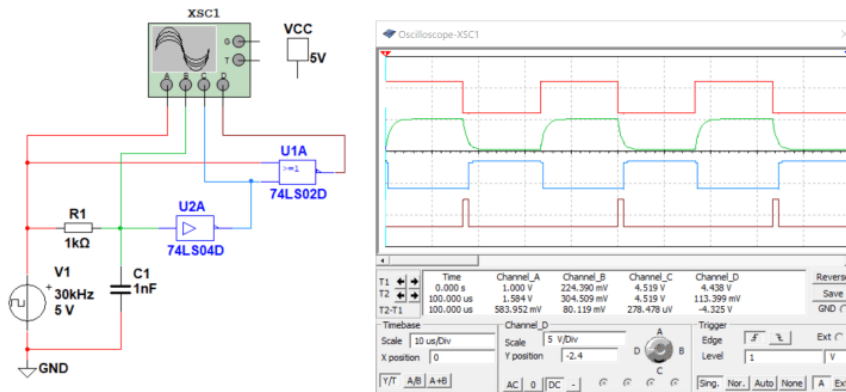 XSC1
G
T
A B C D
VCC
5V
U1A
>=1
74LS02D
U2A
74LS04D
R1
1kΩ
V1
30kHz
5 V
C1
1nF
GND
Oscilloscope-XSC1
Time Channel_A Channel_B Channel_C Channel_D
T1 0.000 s 1.000 V 224.390 mV 4.519 V 4.438 V
T2 100.000 us 1.584 V 304.509 mV 4.519 V 113.399 mV
T2-T1 100.000 us 583.952 mV 80.119 mV 278.478 uV -4.325 V
Reverse
Save
GND
Timebase
Scale 10 us/Div
X position 0
Y/T A/B A+B
Channel_D
Scale 5 V/Div
Y position -2.4
AC 0 DC -
A
D B
C
Trigger
Edge
Ext
Level 1 V
Sing. Nor. Auto None A Ext